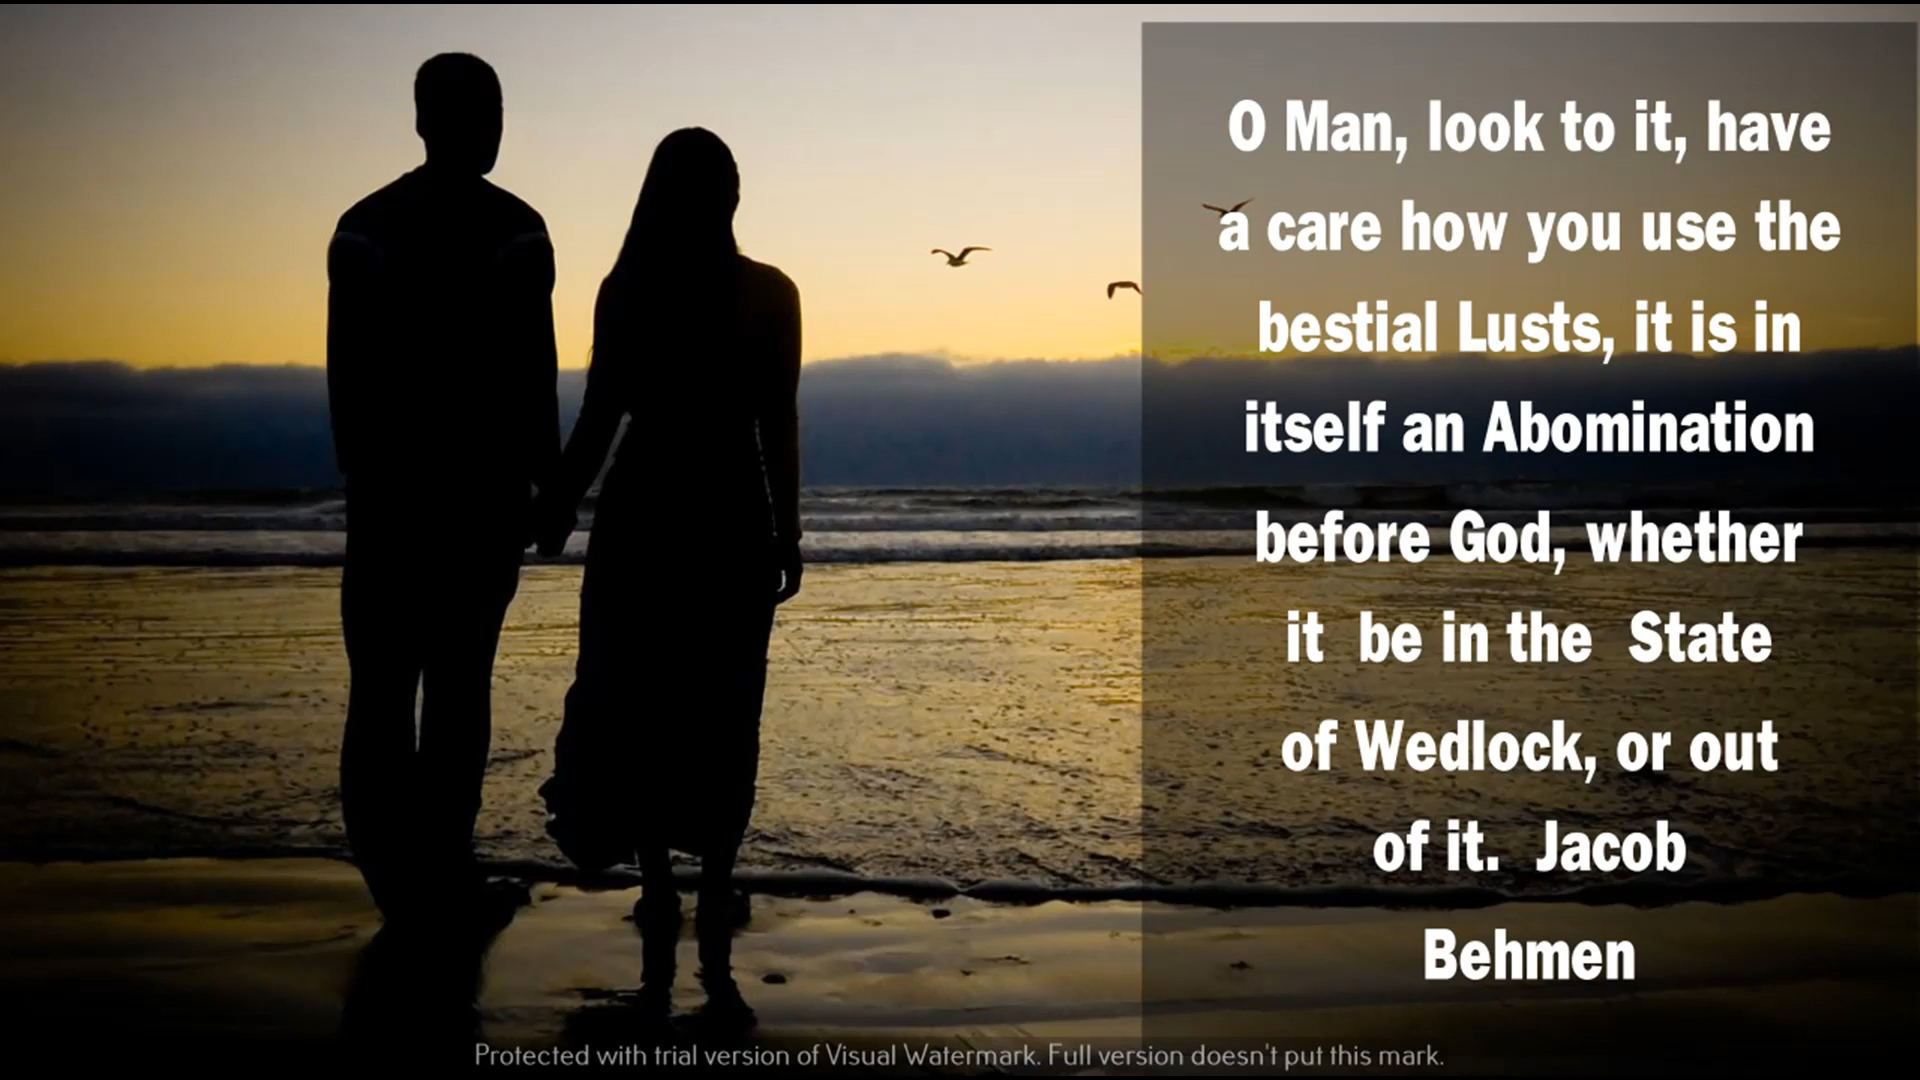 O Man, look to it, have
a care how you use the
bestial Lusts, it is in
itself an Abomination
before God, whether
it be in the State
of Wedlock, or out
of it. Jacob
Behmen
Protected with trial version of Visual Watermark. Full version doesn't put this mark.